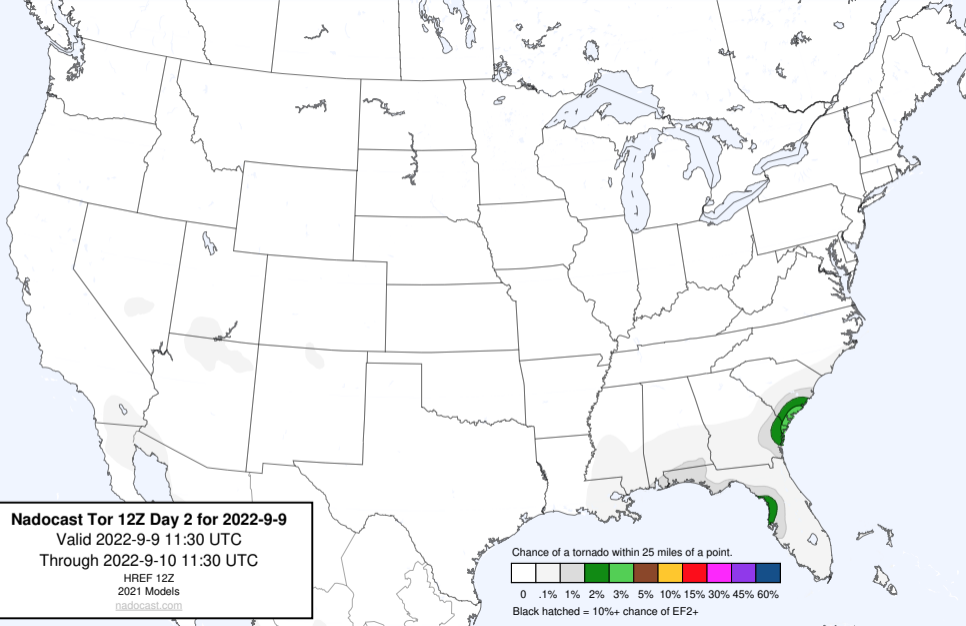 Nadocast Tor 12Z Day 2 for 2022-9-9
Valid 2022-9-9 11:30 UTC
Through 2022-9-10 11:30 UTC
HREF 12Z
2021 Models
nadocast.com
Chance of a tornado within 25 miles of a point.
0 .1% 1% 2% 3% 5% 10% 15% 30% 45% 60%
Black hatched = 10%+ chance of EF2+